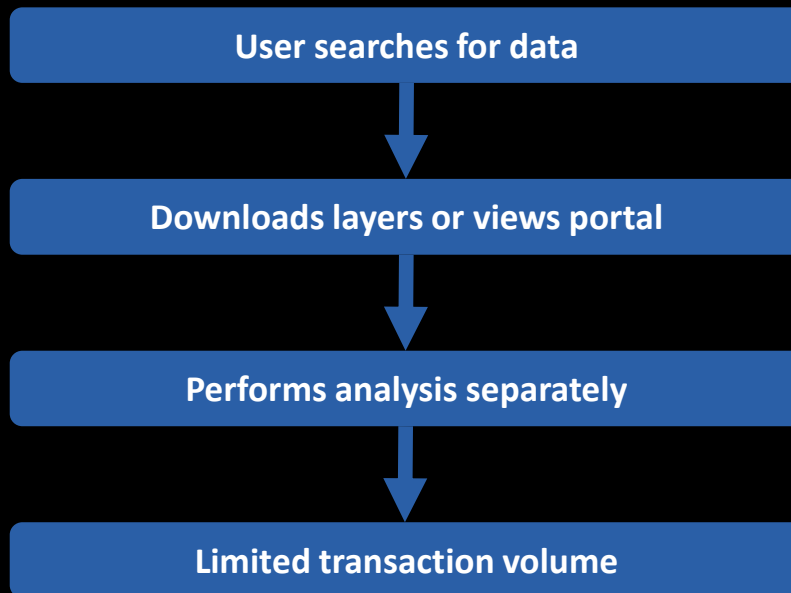 User searches for data
Downloads layers or views portal
Performs analysis separately
Limited transaction volume